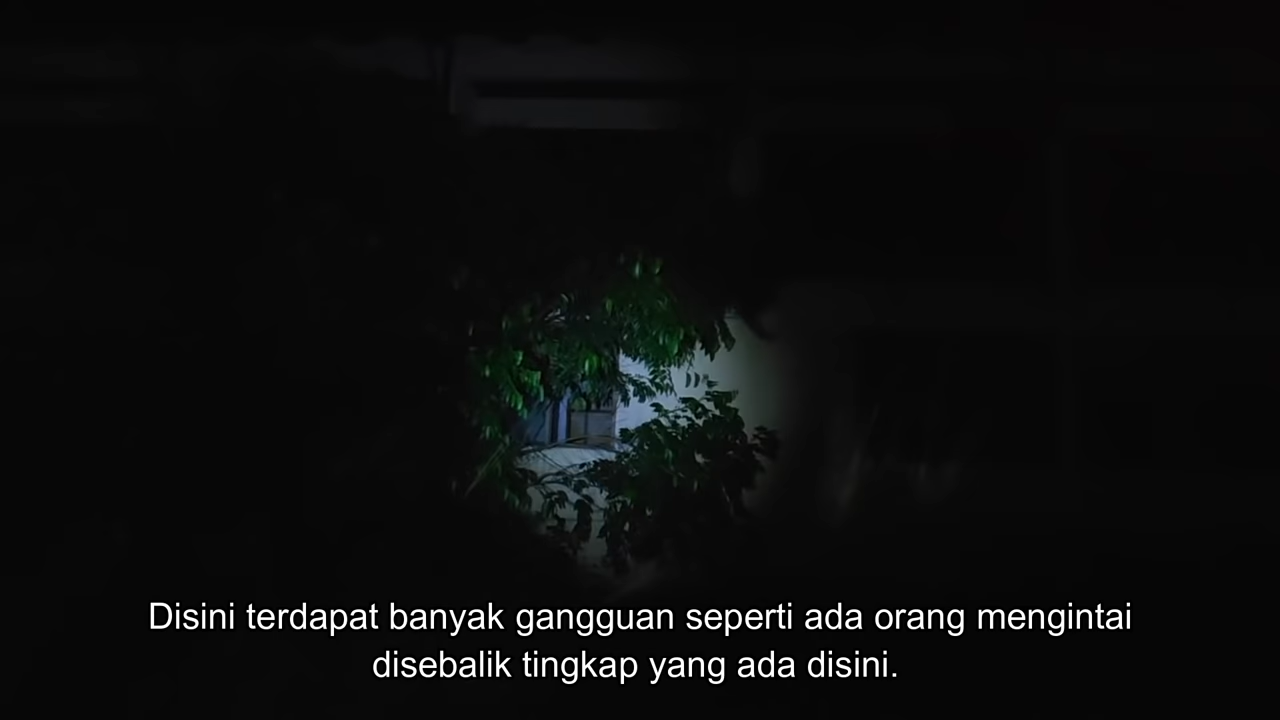 Disini terdapat banyak gangguan seperti ada orang mengintai
disebalik tingkap yang ada disini.